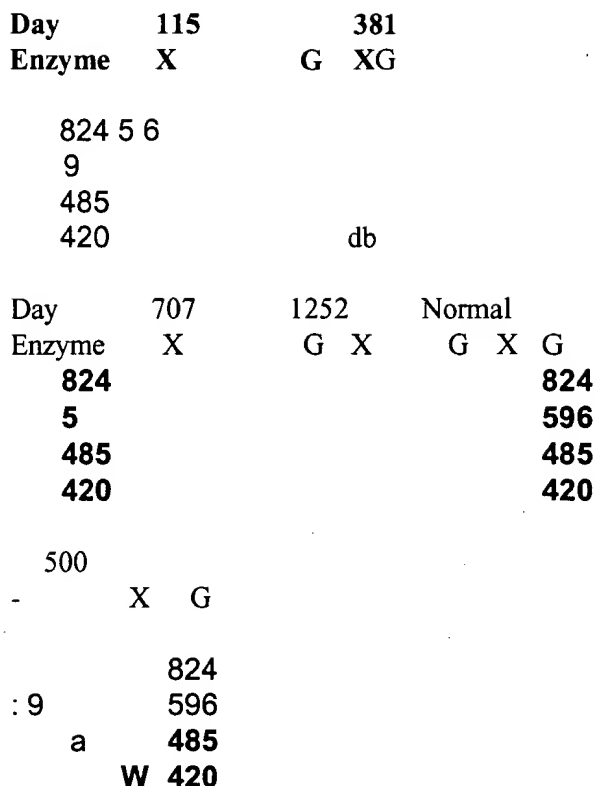 Day 115 381
Enzyme X G XG
824 5 6
9
485
420 db
Day 707 1252 Normal
Enzyme X G X G X G
824 824
5 596
485 485
420 420
500
- X G
824
: 9 596
a 485
W 420